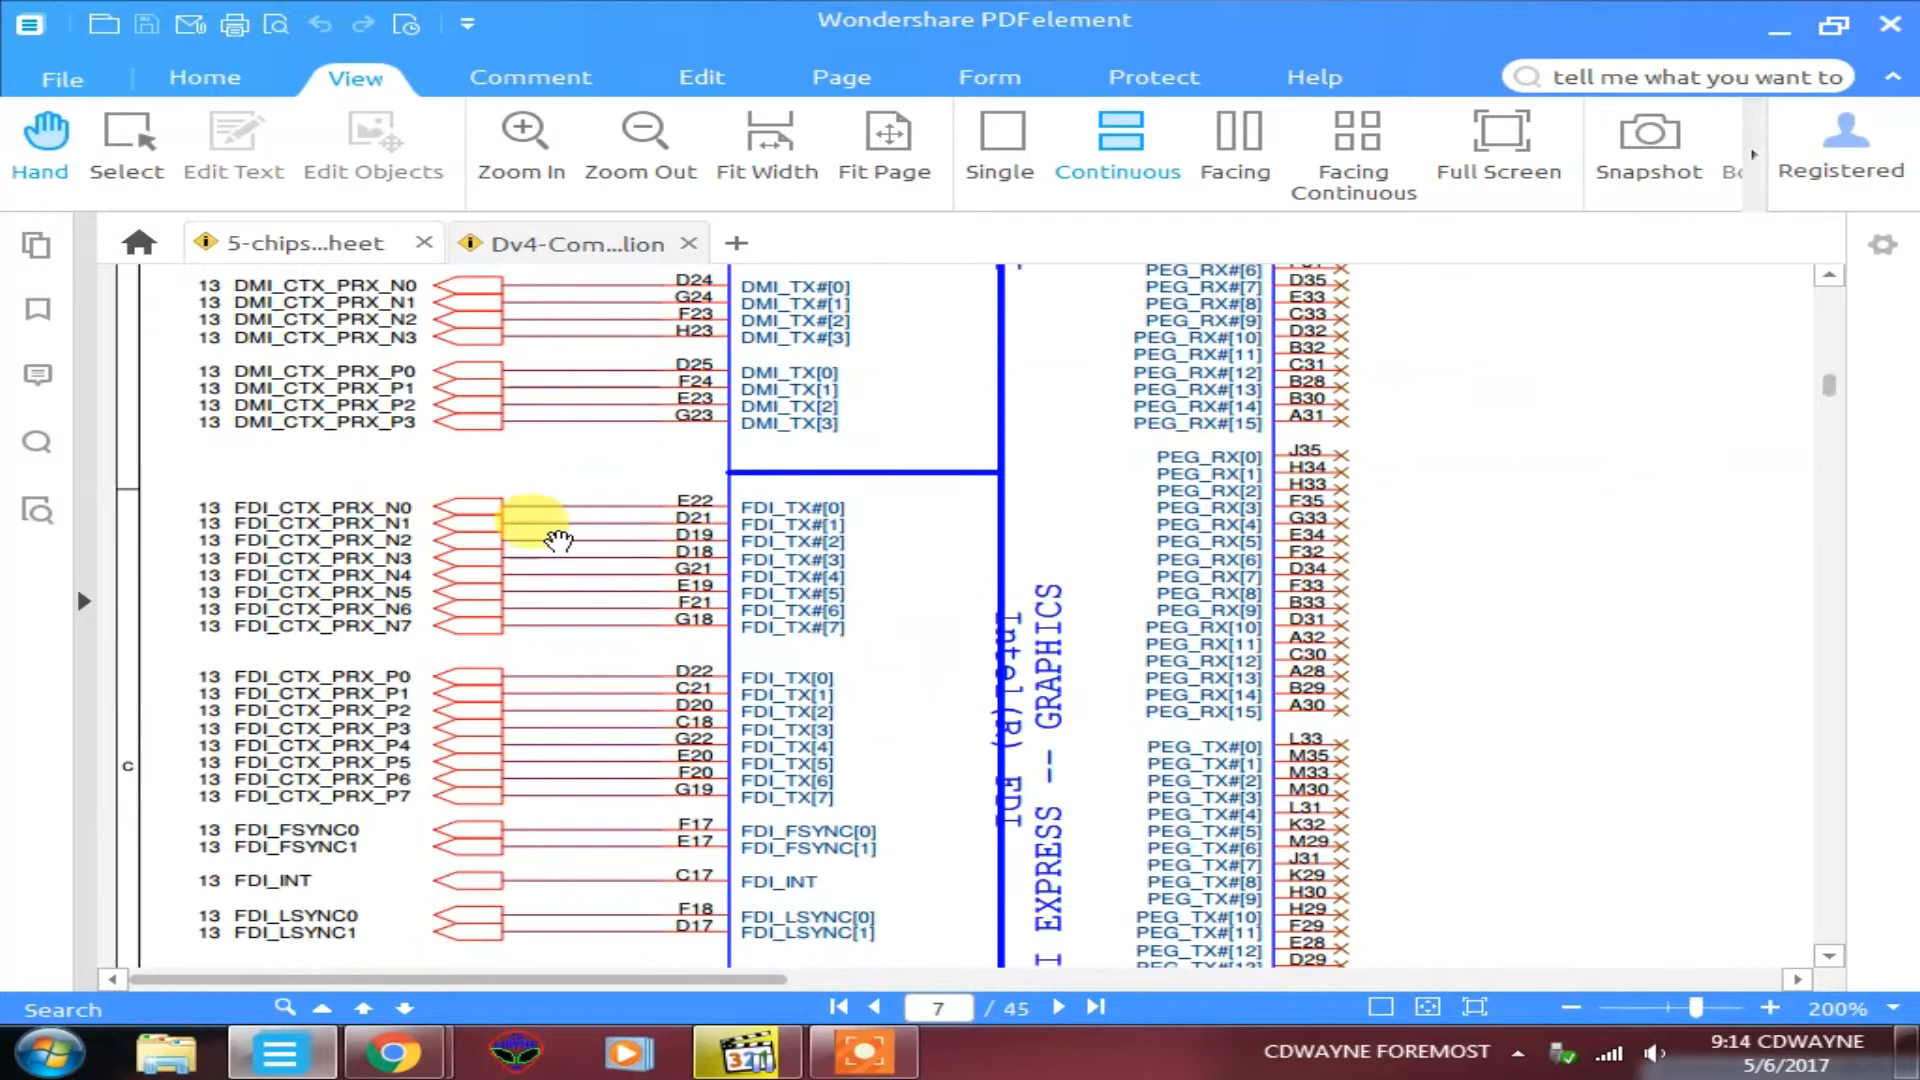 Wondershare PDFelement
File Home View Comment Edit Page Form Protect Help tell me what you want to
Hand Select Edit Text Edit Objects Zoom In Zoom Out Fit Width Fit Page Single Continuous Facing Facing Continuous Full Screen Snapshot Registered
5-chips...heet Dv4-Com...lion
PEG_RX#[6]
13 DMI_CTX_PRX_N0 D24 DMI_TX#[0] PEG_RX#[7] D35
13 DMI_CTX_PRX_N1 G24 DMI_TX#[1] PEG_RX#[8] E33
13 DMI_CTX_PRX_N2 F23 DMI_TX#[2] PEG_RX#[9] C33
13 DMI_CTX_PRX_N3 H23 DMI_TX#[3] PEG_RX#[10] D32
PEG_RX#[11] B32
13 DMI_CTX_PRX_P0 D25 DMI_TX[0] PEG_RX#[12] C31
13 DMI_CTX_PRX_P1 F24 DMI_TX[1] PEG_RX#[13] B28
13 DMI_CTX_PRX_P2 E23 DMI_TX[2] PEG_RX#[14] B30
13 DMI_CTX_PRX_P3 G23 DMI_TX[3] PEG_RX#[15] A31
PEG_RX[0] J35
PEG_RX[1] H34
PEG_RX[2] H33
13 FDI_CTX_PRX_N0 E22 FDI_TX#[0] PEG_RX[3] F35
13 FDI_CTX_PRX_N1 D21 FDI_TX#[1] PEG_RX[4] G33
13 FDI_CTX_PRX_N2 D19 FDI_TX#[2] PEG_RX[5] E34
13 FDI_CTX_PRX_N3 D18 FDI_TX#[3] PEG_RX[6] F32
13 FDI_CTX_PRX_N4 G21 FDI_TX#[4] PEG_RX[7] D34
13 FDI_CTX_PRX_N5 E19 FDI_TX#[5] PEG_RX[8] F33
13 FDI_CTX_PRX_N6 F21 FDI_TX#[6] PEG_RX[9] B33
13 FDI_CTX_PRX_N7 G18 FDI_TX#[7] PEG_RX[10] D31
PEG_RX[11] A32
PEG_RX[12] C30
13 FDI_CTX_PRX_P0 D22 FDI_TX[0] PEG_RX[13] A28
13 FDI_CTX_PRX_P1 C21 FDI_TX[1] PEG_RX[14] B29
13 FDI_CTX_PRX_P2 D20 FDI_TX[2] PEG_RX[15] A30
13 FDI_CTX_PRX_P3 C18 FDI_TX[3]
13 FDI_CTX_PRX_P4 G22 FDI_TX[4] PEG_TX#[0] L33
13 FDI_CTX_PRX_P5 E20 FDI_TX[5] PEG_TX#[1] M35
13 FDI_CTX_PRX_P6 F20 FDI_TX[6] PEG_TX#[2] M33
13 FDI_CTX_PRX_P7 G19 FDI_TX[7] PEG_TX#[3] M30
PEG_TX#[4] L31
13 FDI_FSYNC0 F17 FDI_FSYNC[0] PEG_TX#[5] K32
13 FDI_FSYNC1 E17 FDI_FSYNC[1] PEG_TX#[6] M29
PEG_TX#[7] J31
13 FDI_INT C17 FDI_INT PEG_TX#[8] K29
PEG_TX#[9] H30
13 FDI_LSYNC0 F18 FDI_LSYNC[0] PEG_TX#[10] H29
13 FDI_LSYNC1 D17 FDI_LSYNC[1] PEG_TX#[11] F29
PEG_TX#[12] E28
D29
C
Intel(R) FDI
I EXPRESS -- GRAPHICS
Search 7 / 45 200%
CDWAYNE FOREMOST 9:14 CDWAYNE
5/6/2017